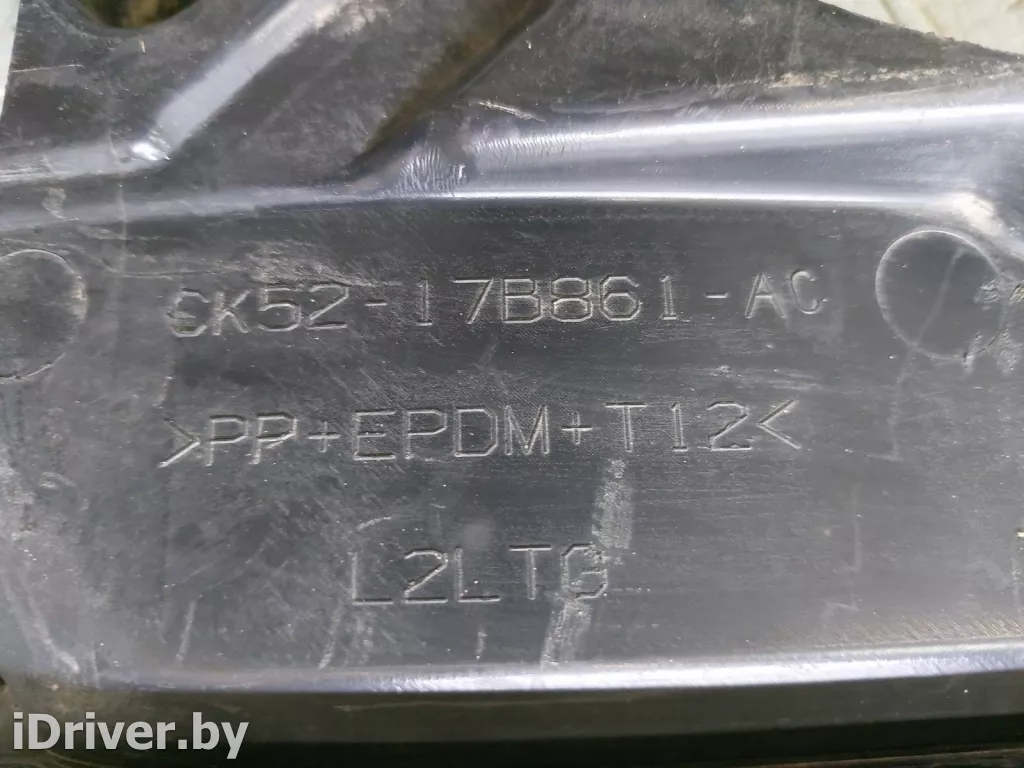 CK52-17B861-AC
>PP+EPDM+T12<
L2LTG
iDriver.by